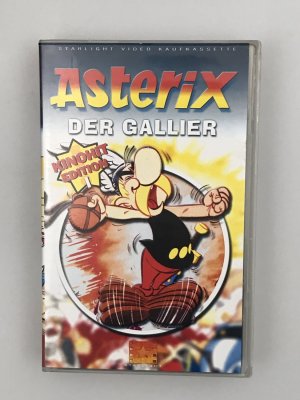 STARLIGHT VIDEO KAUFKASSETTE
Asterix
DER GALLIER
KINOHIT
EDITION